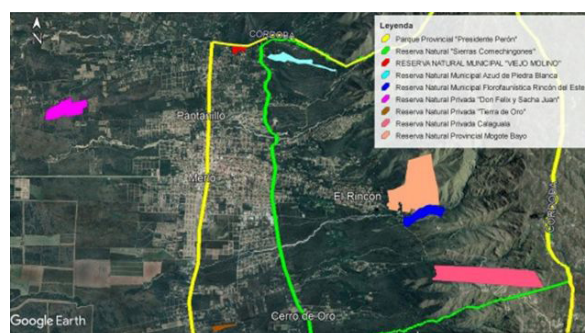 N
CÓRDOBA
Leyenda
Parque Provincial "Presidente Perón"
Reserva Natural "Sierras Comechingones"
RESERVA NATURAL MUNICIPAL "VIEJO MOLINO"
Reserva Natural Municipal Azud de Piedra Blanca
Reserva Natural Municipal Florofaunística Rincón del Este
Reserva Natural Privada "Don Felix y Sacha Juan"
Reserva Natural Privada "Tierra de Oro"
Reserva Natural Privada Calaguala
Reserva Natural Provincial Mogote Bayo
Pantanillo
Merlo
El Rincón
CÓRDOBA
Cerro de Oro
Google Earth